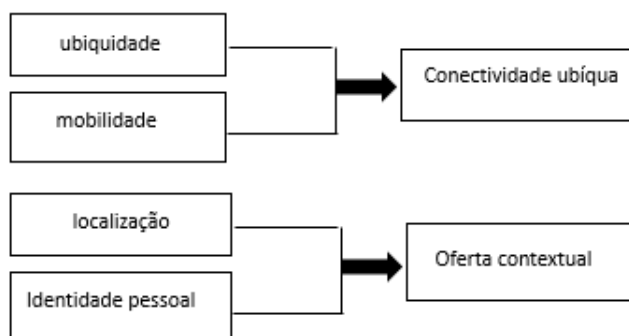 ubiquidade
Conectividade ubíqua
mobilidade
localização
Oferta contextual
Identidade pessoal